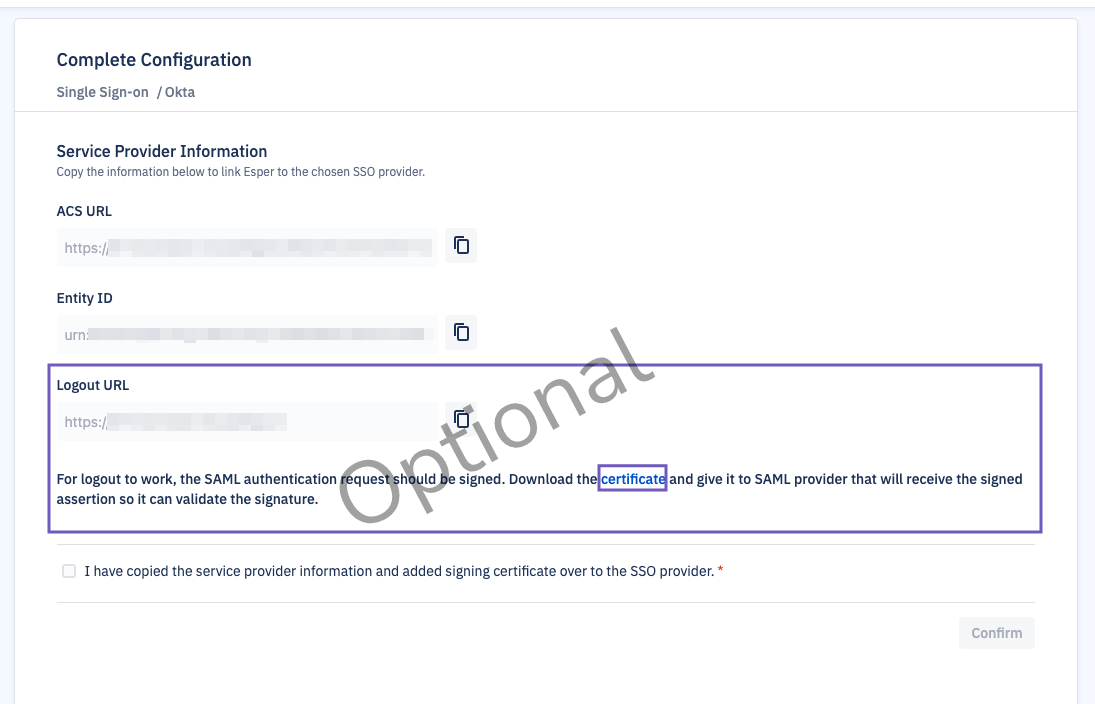 Complete Configuration
Single Sign-on / Okta
Service Provider Information
Copy the information below to link Esper to the chosen SSO provider.
ACS URL
https://
Entity ID
urn:
Logout URL
https://
For logout to work, the SAML authentication request should be signed. Download the certificate and give it to SAML provider that will receive the signed
assertion so it can validate the signature.
Optional
I have copied the service provider information and added signing certificate over to the SSO provider. *
Confirm